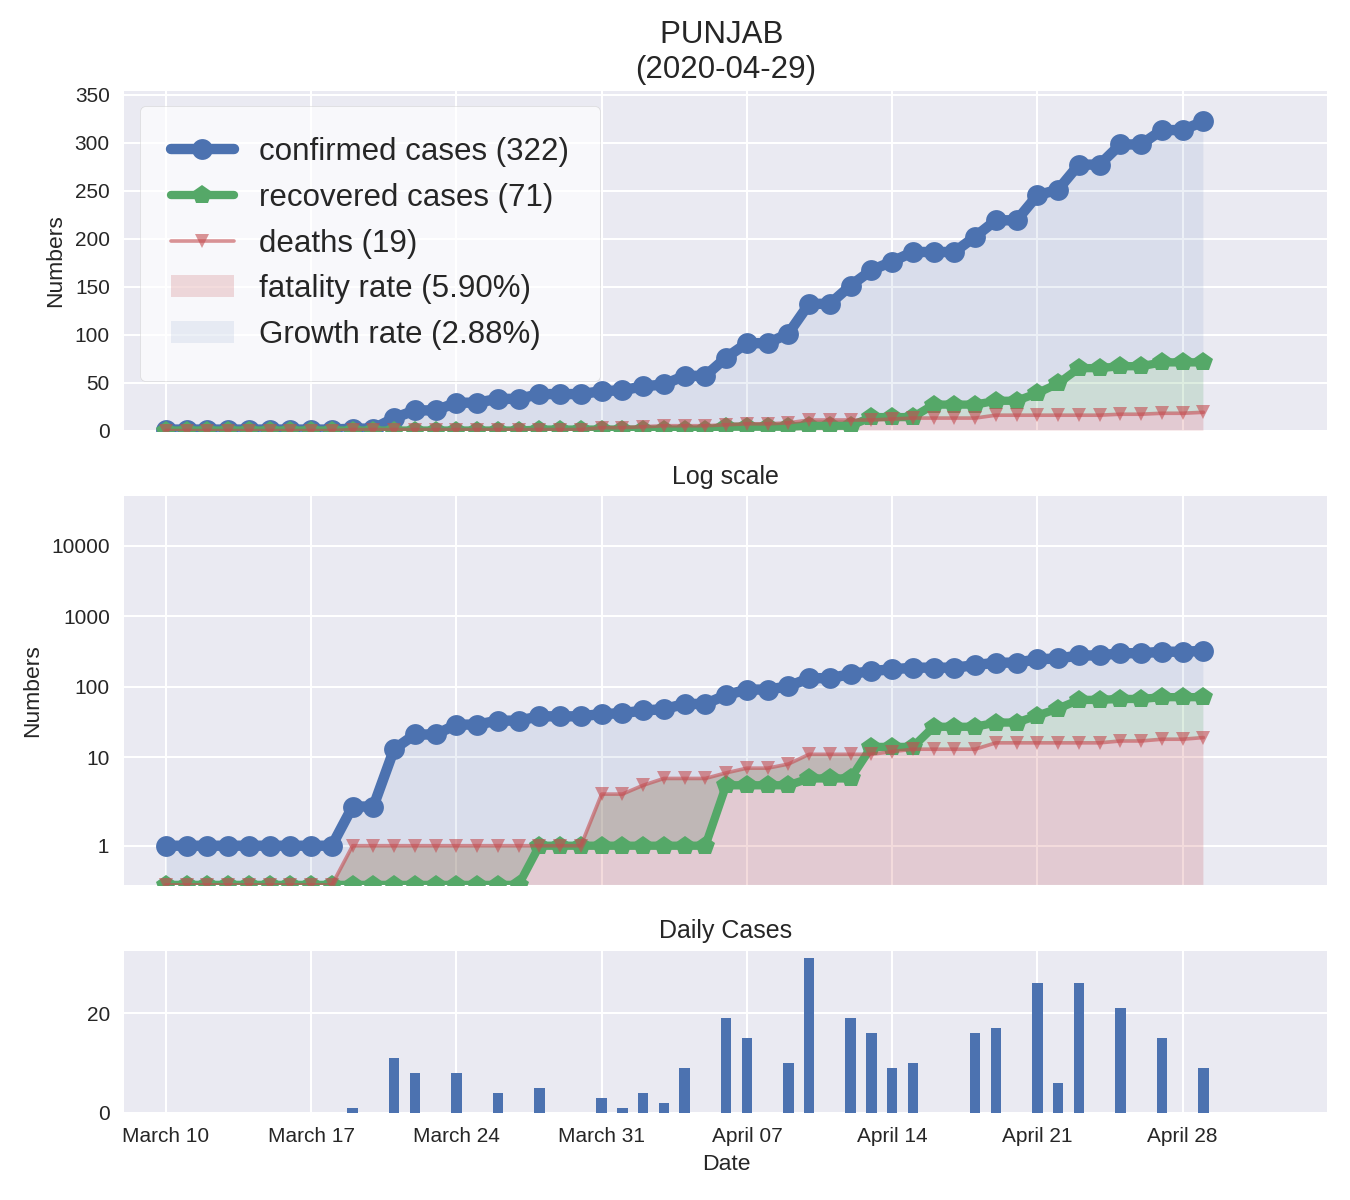 PUNJAB
(2020-04-29)
Numbers
350
300
250
200
150
100
50
0
confirmed cases (322)
recovered cases (71)
deaths (19)
fatality rate (5.90%)
Growth rate (2.88%)
Log scale
Numbers
10000
1000
100
10
1
Daily Cases
20
0
March 10 March 17 March 24 March 31 April 07 April 14 April 21 April 28
Date